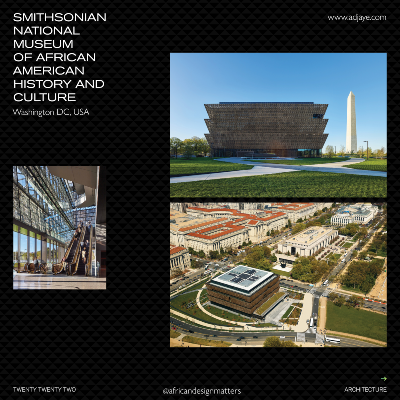 SMITHSONIAN
NATIONAL
MUSEUM
OF AFRICAN
AMERICAN
HISTORY AND
CULTURE
Washington DC, USA
www.adjaye.com
TWENTY TWENTY TWO
@africandesignmatters
ARCHITECTURE